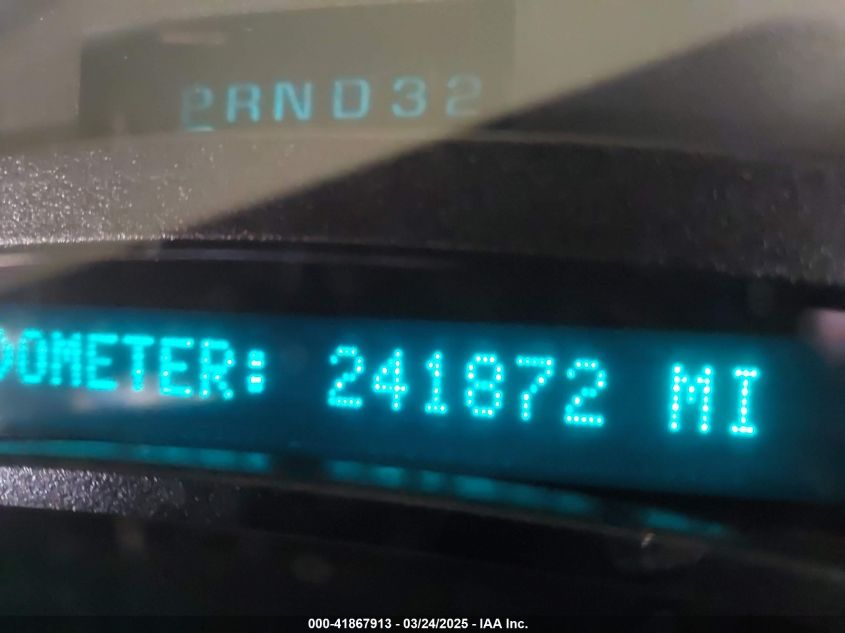 PRND32
ODOMETER: 241872 MI
000-41867913 - 03/24/2025 - IAA Inc.